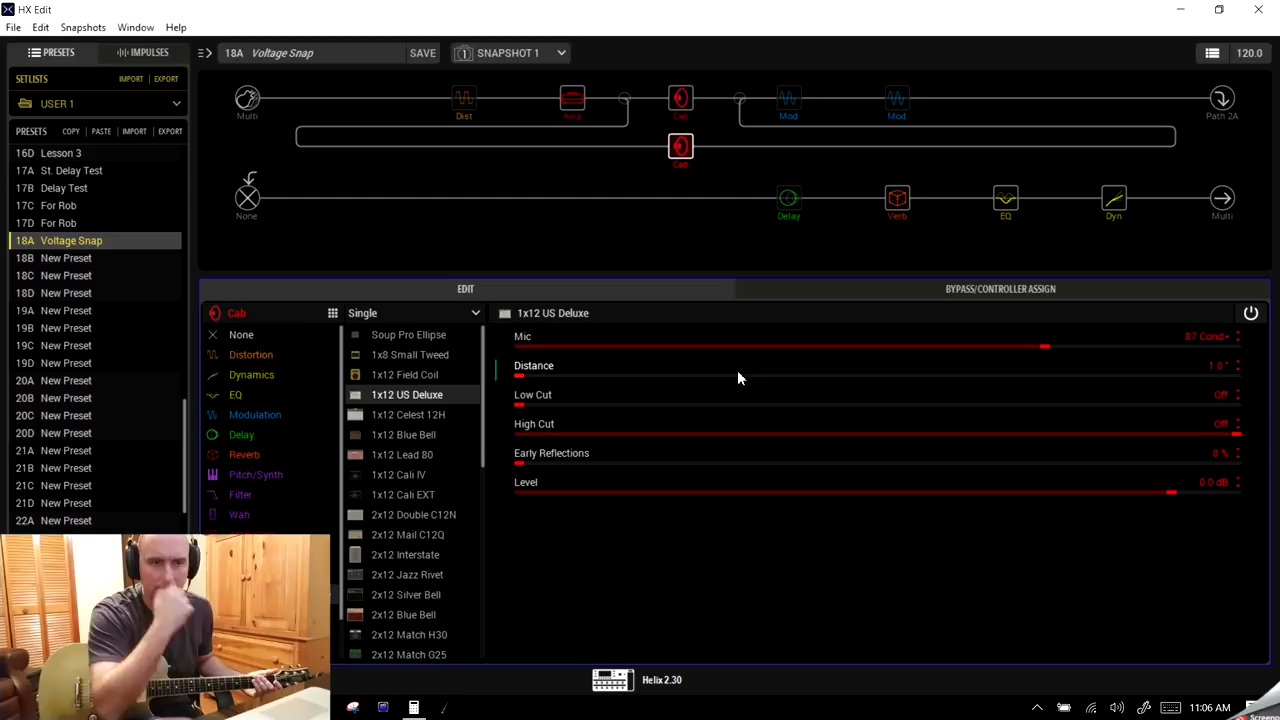 HX Edit
File Edit Snapshots Window Help
PRESETS IMPULSES
18A Voltage Snap SAVE 1 SNAPSHOT 1 120.0
SETLISTS IMPORT EXPORT
USER 1
PRESETS COPY PASTE IMPORT EXPORT
16D Lesson 3
17A St. Delay Test
17B Delay Test
17C For Rob
17D For Rob
18A Voltage Snap
18B New Preset
18C New Preset
18D New Preset
19A New Preset
19B New Preset
19C New Preset
19D New Preset
20A New Preset
20B New Preset
20C New Preset
20D New Preset
21A New Preset
21B New Preset
21C New Preset
21D New Preset
22A New Preset
Multi Dist Amp Cab Mod Mod Path 2A
Cab
None Delay Verb EQ Dyn Multi
EDIT BYPASS/CONTROLLER ASSIGN
Cab Single 1x12 US Deluxe
None
Distortion
Dynamics
EQ
Modulation
Delay
Reverb
Pitch/Synth
Filter
Wah
Soup Pro Ellipse
1x8 Small Tweed
1x12 Field Coil
1x12 US Deluxe
1x12 Celest 12H
1x12 Blue Bell
1x12 Lead 80
1x12 Cali IV
1x12 Cali EXT
2x12 Double C12N
2x12 Mail C12Q
2x12 Interstate
2x12 Jazz Rivet
2x12 Silver Bell
2x12 Blue Bell
2x12 Match H30
2x12 Match G25
Mic 87 Cond
Distance 1.0 "
Low Cut Off
High Cut Off
Early Reflections 0 %
Level 0.0 dB
Helix 2.30
11:06 AM